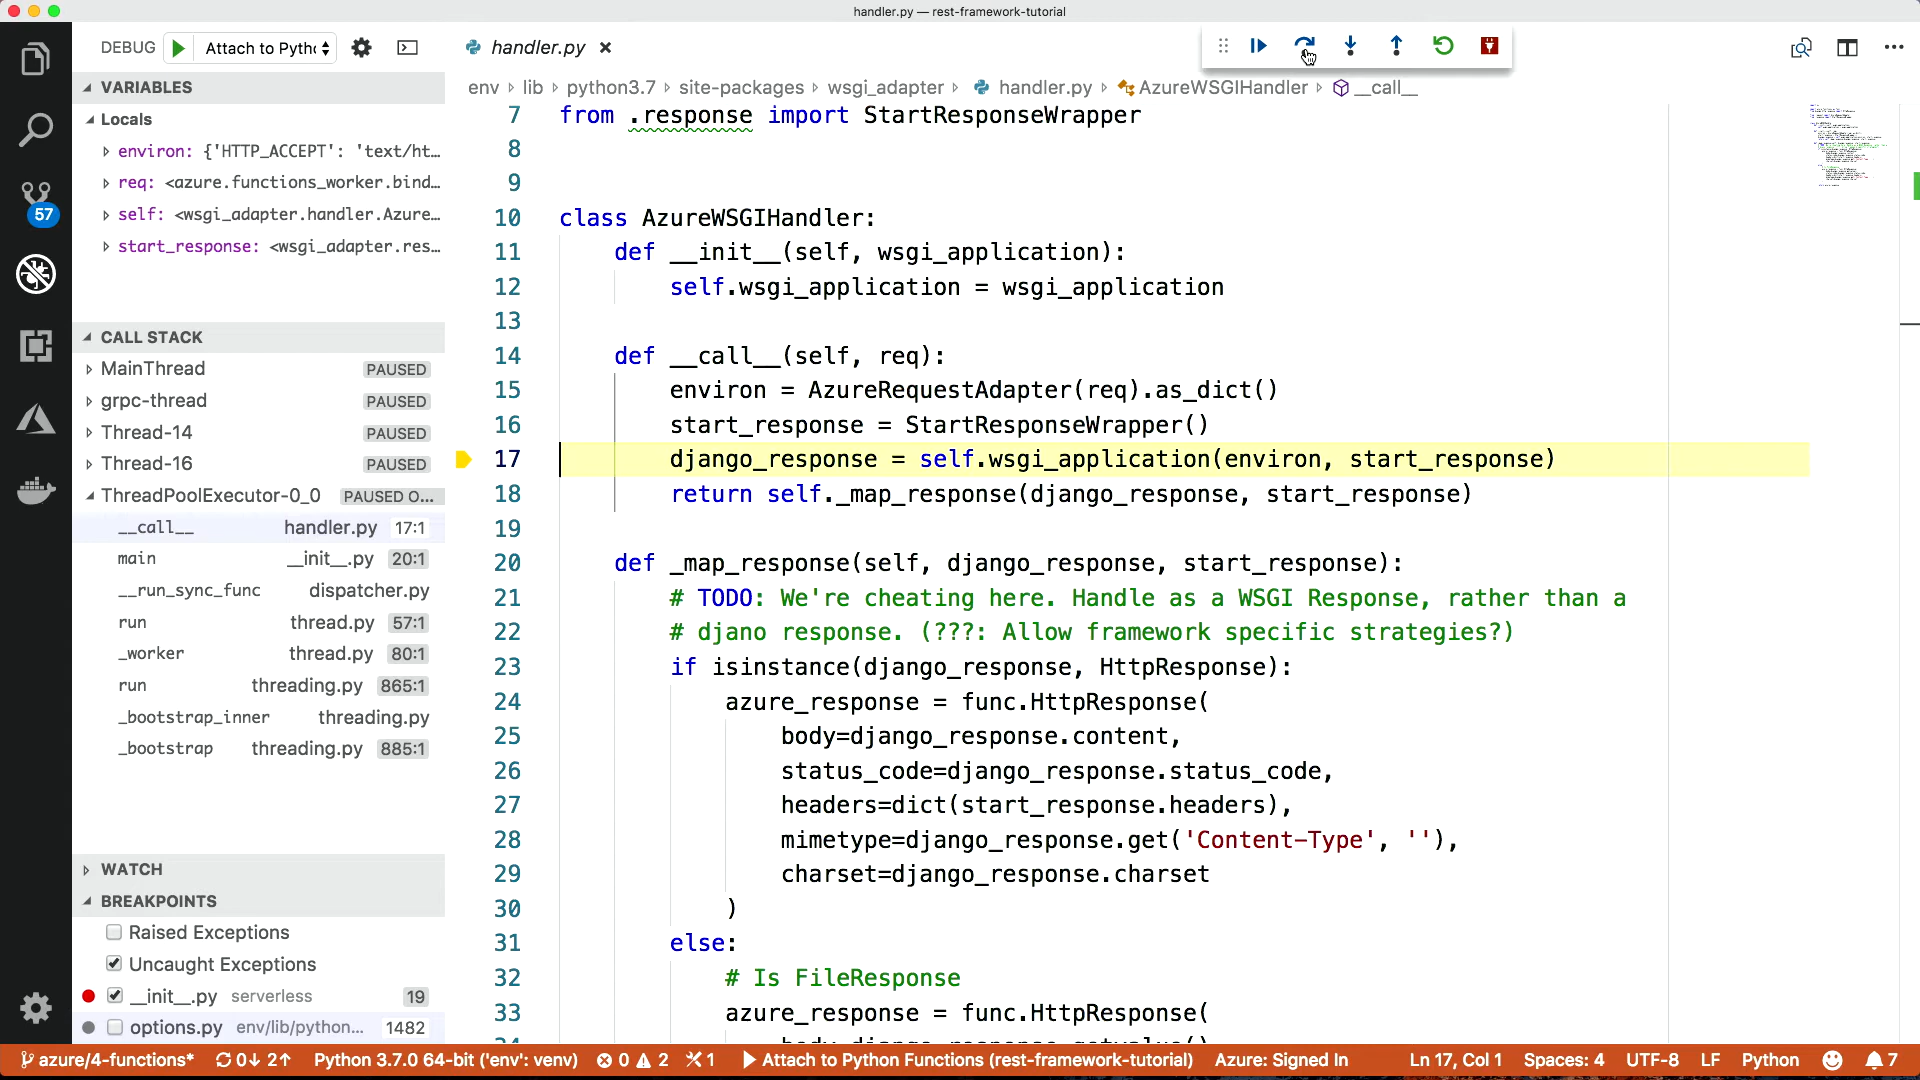 handler.py — rest-framework-tutorial
DEBUG
Attach to Pytho
handler.py
VARIABLES
env
lib
python3.7
site-packages
wsgi_adapter
handler.py
AzureWSGIHandler
__call__
Locals
environ: {'HTTP_ACCEPT': 'text/ht...
req: <azure.functions_worker.bind...
self: <wsgi_adapter.handler.Azure...
start_response: <wsgi_adapter.res...
CALL STACK
MainThread PAUSED
grpc-thread PAUSED
Thread-14 PAUSED
Thread-16 PAUSED
ThreadPoolExecutor-0_0 PAUSED O...
__call__ handler.py 17:1
main __init__.py 20:1
__run_sync_func dispatcher.py
run thread.py 57:1
_worker thread.py 80:1
run threading.py 865:1
_bootstrap_inner threading.py
_bootstrap threading.py 885:1
WATCH
BREAKPOINTS
Raised Exceptions
Uncaught Exceptions
__init__.py serverless 19
options.py env/lib/python... 1482
57
7 from .response import StartResponseWrapper
8
9
10 class AzureWSGIHandler:
11     def __init__(self, wsgi_application):
12         self.wsgi_application = wsgi_application
13
14     def __call__(self, req):
15         environ = AzureRequestAdapter(req).as_dict()
16         start_response = StartResponseWrapper()
17         django_response = self.wsgi_application(environ, start_response)
18         return self._map_response(django_response, start_response)
19
20     def _map_response(self, django_response, start_response):
21         # TODO: We're cheating here. Handle as a WSGI Response, rather than a
22         # djano response. (???: Allow framework specific strategies?)
23         if isinstance(django_response, HttpResponse):
24             azure_response = func.HttpResponse(
25                 body=django_response.content,
26                 status_code=django_response.status_code,
27                 headers=dict(start_response.headers),
28                 mimetype=django_response.get('Content-Type', ''),
29                 charset=django_response.charset
30             )
31         else:
32             # Is FileResponse
33             azure_response = func.HttpResponse(
azure/4-functions* 0↓ 2↑ Python 3.7.0 64-bit ('env': venv) 0 2 1 Attach to Python Functions (rest-framework-tutorial) Azure: Signed In Ln 17, Col 1 Spaces: 4 UTF-8 LF Python 7